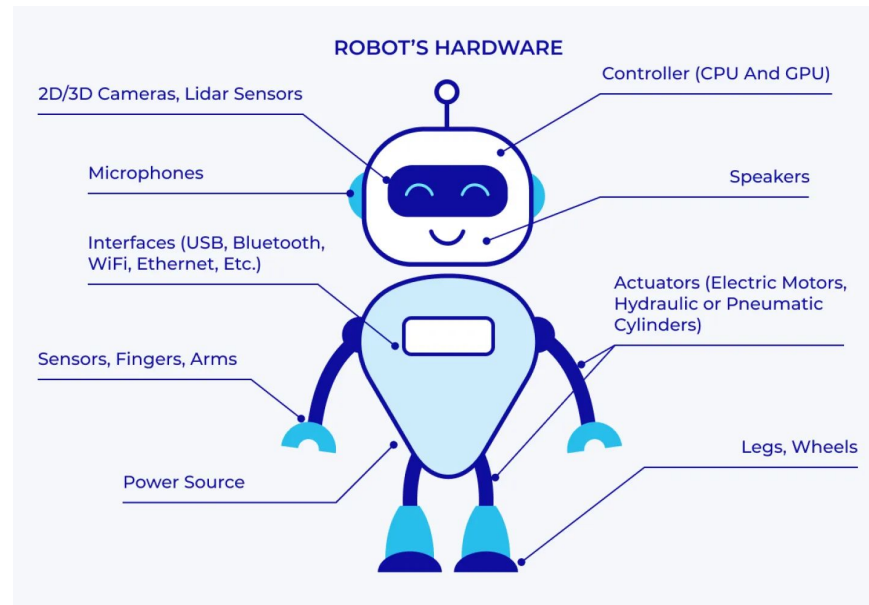 ROBOT'S HARDWARE
2D/3D Cameras, Lidar Sensors
Controller (CPU And GPU)
Microphones
Speakers
Interfaces (USB, Bluetooth,
WiFi, Ethernet, Etc.)
Actuators (Electric Motors,
Hydraulic or Pneumatic
Cylinders)
Sensors, Fingers, Arms
Legs, Wheels
Power Source